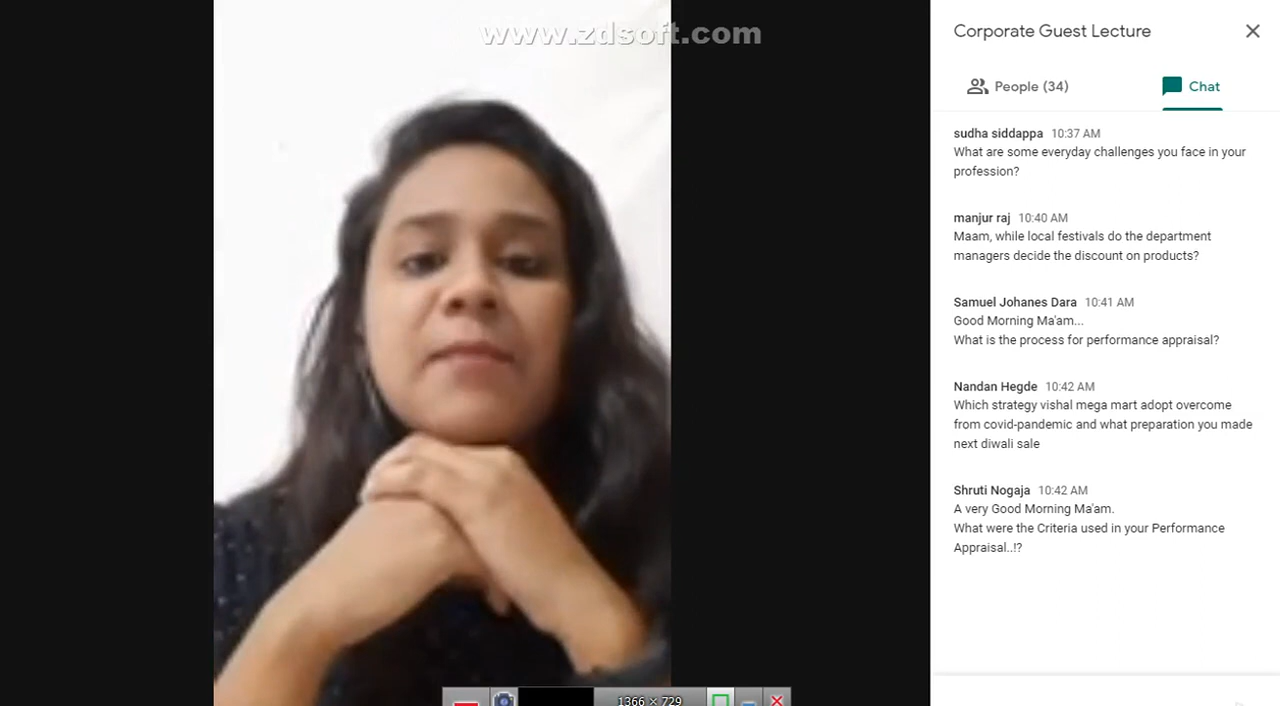 www.zdsoft.com
Corporate Guest Lecture
People (34)
Chat
sudha siddappa 10:37 AM
What are some everyday challenges you face in your
profession?
manjur raj 10:40 AM
Maam, while local festivals do the department
managers decide the discount on products?
Samuel Johanes Dara 10:41 AM
Good Morning Ma'am...
What is the process for performance appraisal?
Nandan Hegde 10:42 AM
Which strategy vishal mega mart adopt overcome
from covid-pandemic and what preparation you made
next diwali sale
Shruti Nogaja 10:42 AM
A very Good Morning Ma'am.
What were the Criteria used in your Performance
Appraisal..!?
1366 × 729